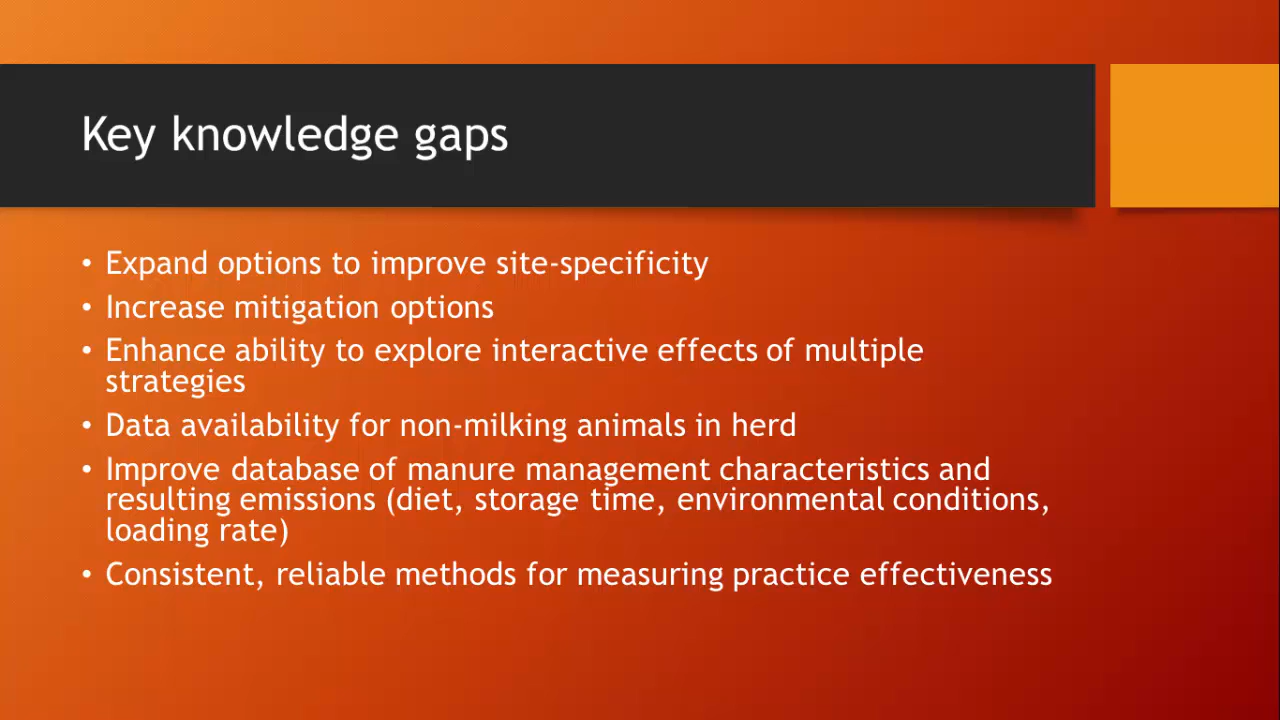 Key knowledge gaps
• Expand options to improve site-specificity
• Increase mitigation options
• Enhance ability to explore interactive effects of multiple
strategies
• Data availability for non-milking animals in herd
• Improve database of manure management characteristics and
resulting emissions (diet, storage time, environmental conditions,
loading rate)
• Consistent, reliable methods for measuring practice effectiveness